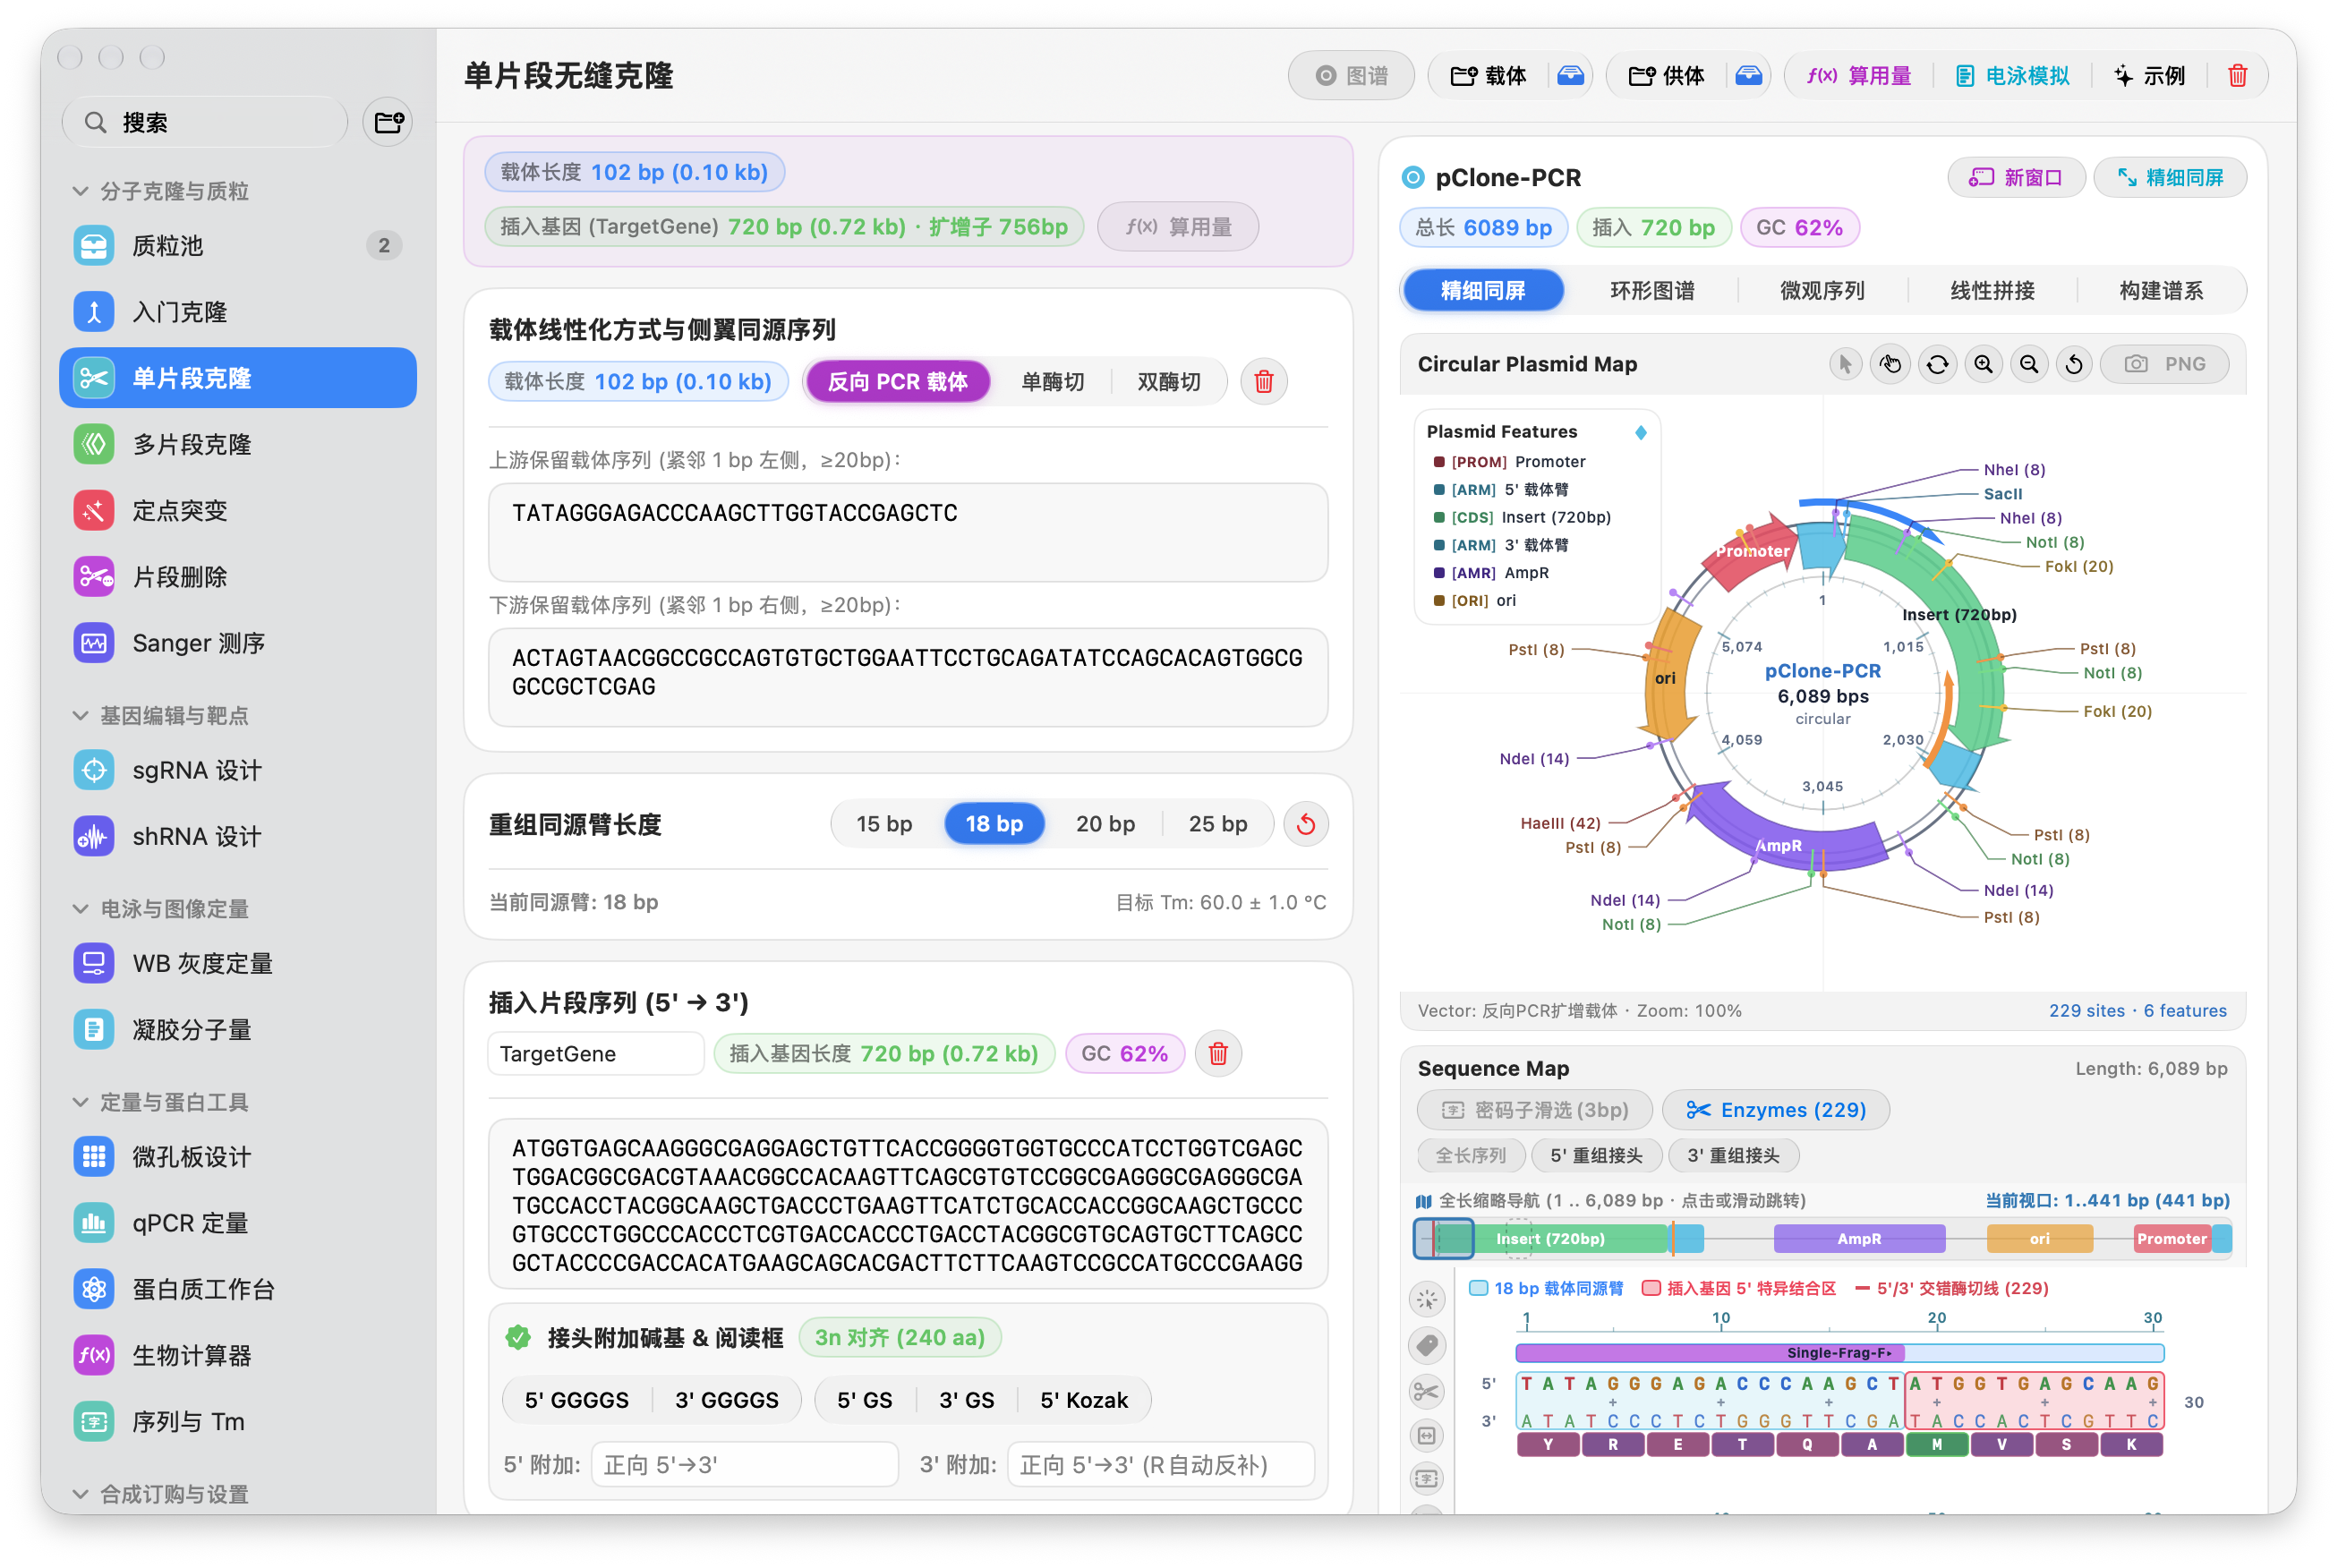 搜索
分子克隆与质粒
质粒池
2
入门克隆
单片段克隆
多片段克隆
定点突变
片段删除
Sanger 测序
基因编辑与靶点
sgRNA 设计
shRNA 设计
电泳与图像定量
WB 灰度定量
凝胶分子量
定量与蛋白工具
微孔板设计
qPCR 定量
蛋白质工作台
f(x) 生物计算器
序列与 Tm
合成订购与设置
单片段无缝克隆
图谱
载体
供体
f(x) 算用量
电泳模拟
示例
载体长度 102 bp (0.10 kb)
插入基因 (TargetGene) 720 bp (0.72 kb) · 扩增子 756bp
f(x) 算用量
载体线性化方式与侧翼同源序列
载体长度 102 bp (0.10 kb)
反向 PCR 载体
单酶切
双酶切
上游保留载体序列 (紧邻 1 bp 左侧，≥20bp)：
TATAGGGAGACCCAAGCTTGGTACCGAGCTC
下游保留载体序列 (紧邻 1 bp 右侧，≥20bp)：
ACTAGTAACGGCCGCCAGTGTGCTGGAATTCCTGCAGATATCCAGCACAGTGGCG
GCCGCTCGAG
重组同源臂长度
15 bp
18 bp
20 bp
25 bp
当前同源臂: 18 bp
目标 Tm: 60.0 ± 1.0 °C
插入片段序列 (5' → 3')
TargetGene
插入基因长度 720 bp (0.72 kb)
GC 62%
ATGGTGAGCAAGGGCGAGGAGCTGTTCACCGGGGTGGTGCCCATCCTGGTCGAGC
TGGACGGCGACGTAAACGGCCACAAGTTCAGCGTGTCCGGCGAGGGCGAGGGCGA
TGCCACCTACGGCAAGCTGACCCTGAAGTTCATCTGCACCACCGGCAAGCTGCCC
GTGCCCTGGCCCACCCTCGTGACCACCCTGACCTACGGCGTGCAGTGCTTCAGCC
GCTACCCCGACCACATGAAGCAGCACGACTTCTTCAAGTCCGCCATGCCCGAAGG
接头附加碱基 & 阅读框
3n 对齐 (240 aa)
5' GGGGS
3' GGGGS
5' GS
3' GS
5' Kozak
5' 附加: 正向 5'→3'
3' 附加: 正向 5'→3' (R自动反补)
pClone-PCR
新窗口
精细同屏
总长 6089 bp
插入 720 bp
GC 62%
精细同屏
环形图谱
微观序列
线性拼接
构建谱系
Circular Plasmid Map
PNG
Plasmid Features
[PROM] Promoter
[ARM] 5' 载体臂
[CDS] Insert (720bp)
[ARM] 3' 载体臂
[AMR] AmpR
[ORI] ori
NheI (8)
SacII
NheI (8)
NotI (8)
FokI (20)
Promoter
1
Insert (720bp)
PstI (8)
5,074
1,015
PstI (8)
NotI (8)
ori
pClone-PCR
6,089 bps
circular
FokI (20)
4,059
2,030
NdeI (14)
3,045
HaeIII (42)
PstI (8)
AmpR
PstI (8)
NotI (8)
NdeI (14)
NdeI (14)
PstI (8)
NotI (8)
Vector: 反向PCR扩增载体 · Zoom: 100%
229 sites · 6 features
Sequence Map
Length: 6,089 bp
密码子滑选 (3bp)
Enzymes (229)
全长序列
5' 重组接头
3' 重组接头
全长缩略导航 (1 .. 6,089 bp · 点击或滑动跳转)
当前视口: 1..441 bp (441 bp)
Insert (720bp)
AmpR
ori
Promoter
18 bp 载体同源臂
插入基因 5' 特异结合区
5'/3' 交错酶切线 (229)
1 10 20 30
Single-Frag-F
5' T A T A G G G A G A C C C A A G C T A T G G T G A G C A A G
30
3' A T A T C C C T C T G G G T T C G A T A C C A C T C G T T C
Y R E T Q A M V S K